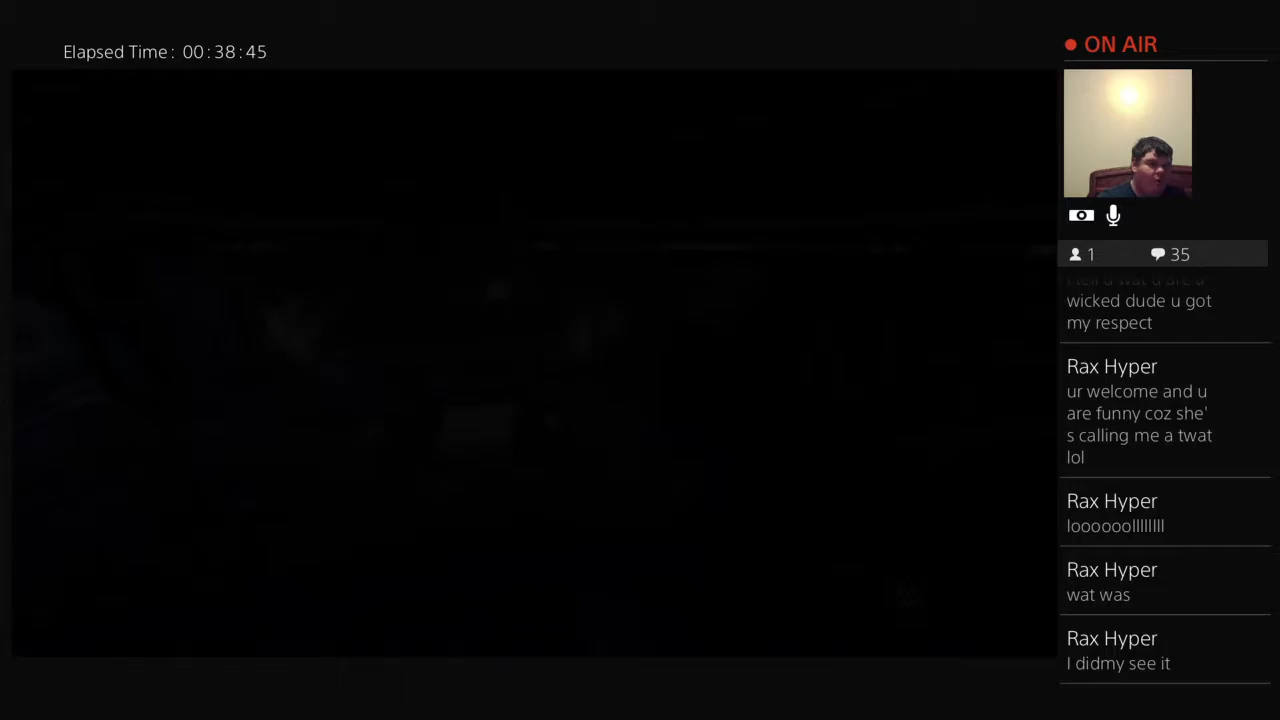 Elapsed Time: 00:38:45
ON AIR
1 35
wicked dude u got
my respect
Rax Hyper
ur welcome and u
are funny coz she'
s calling me a twat
lol
Rax Hyper
loooooollllllll
Rax Hyper
wat was
Rax Hyper
I didmy see it